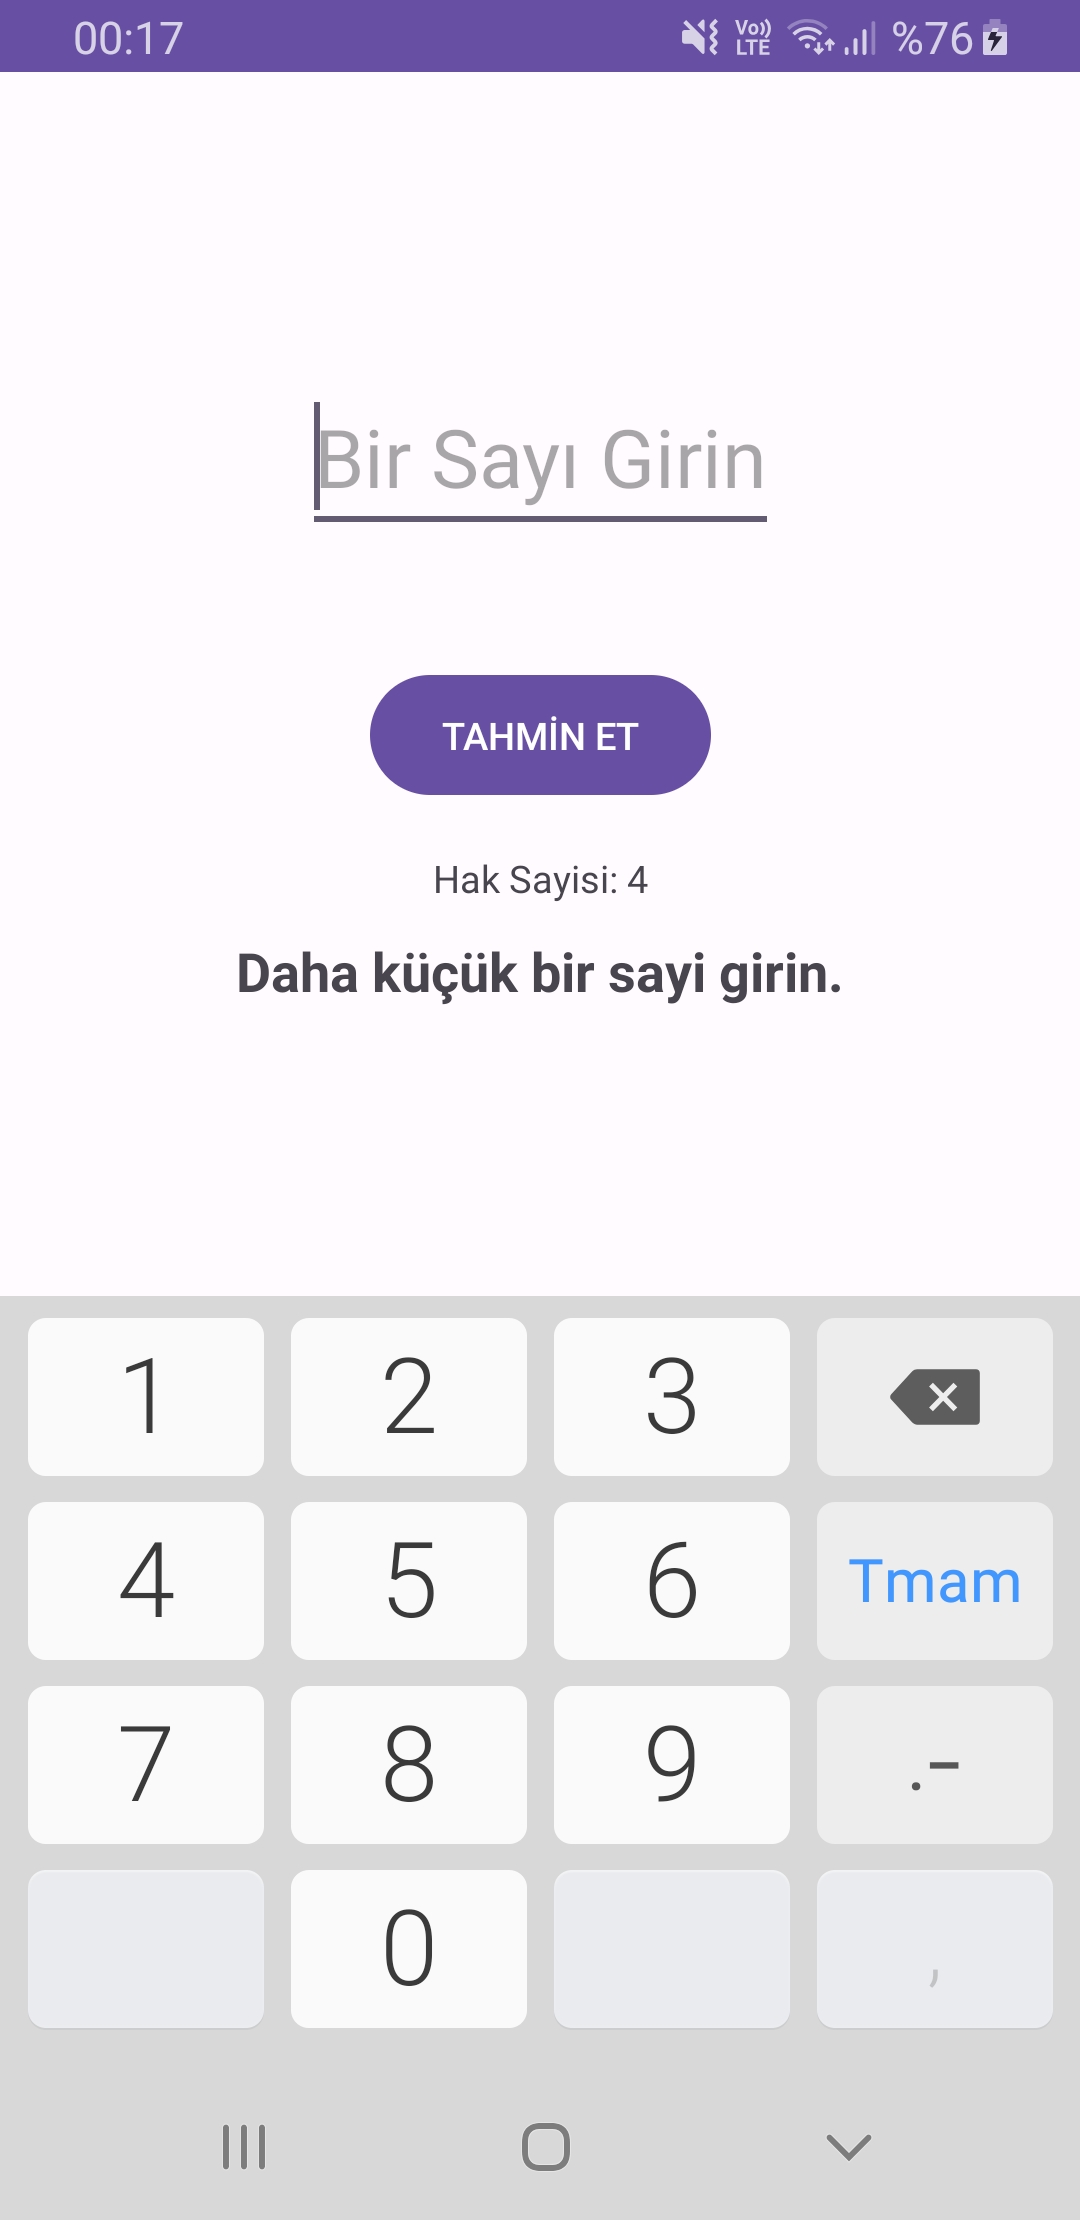 00:17 Vo)) LTE %76
Bir Sayı Girin
TAHMİN ET
Hak Sayisi: 4
Daha küçük bir sayi girin.
1 2 3
4 5 6 Tmam
7 8 9 .-
0 ,